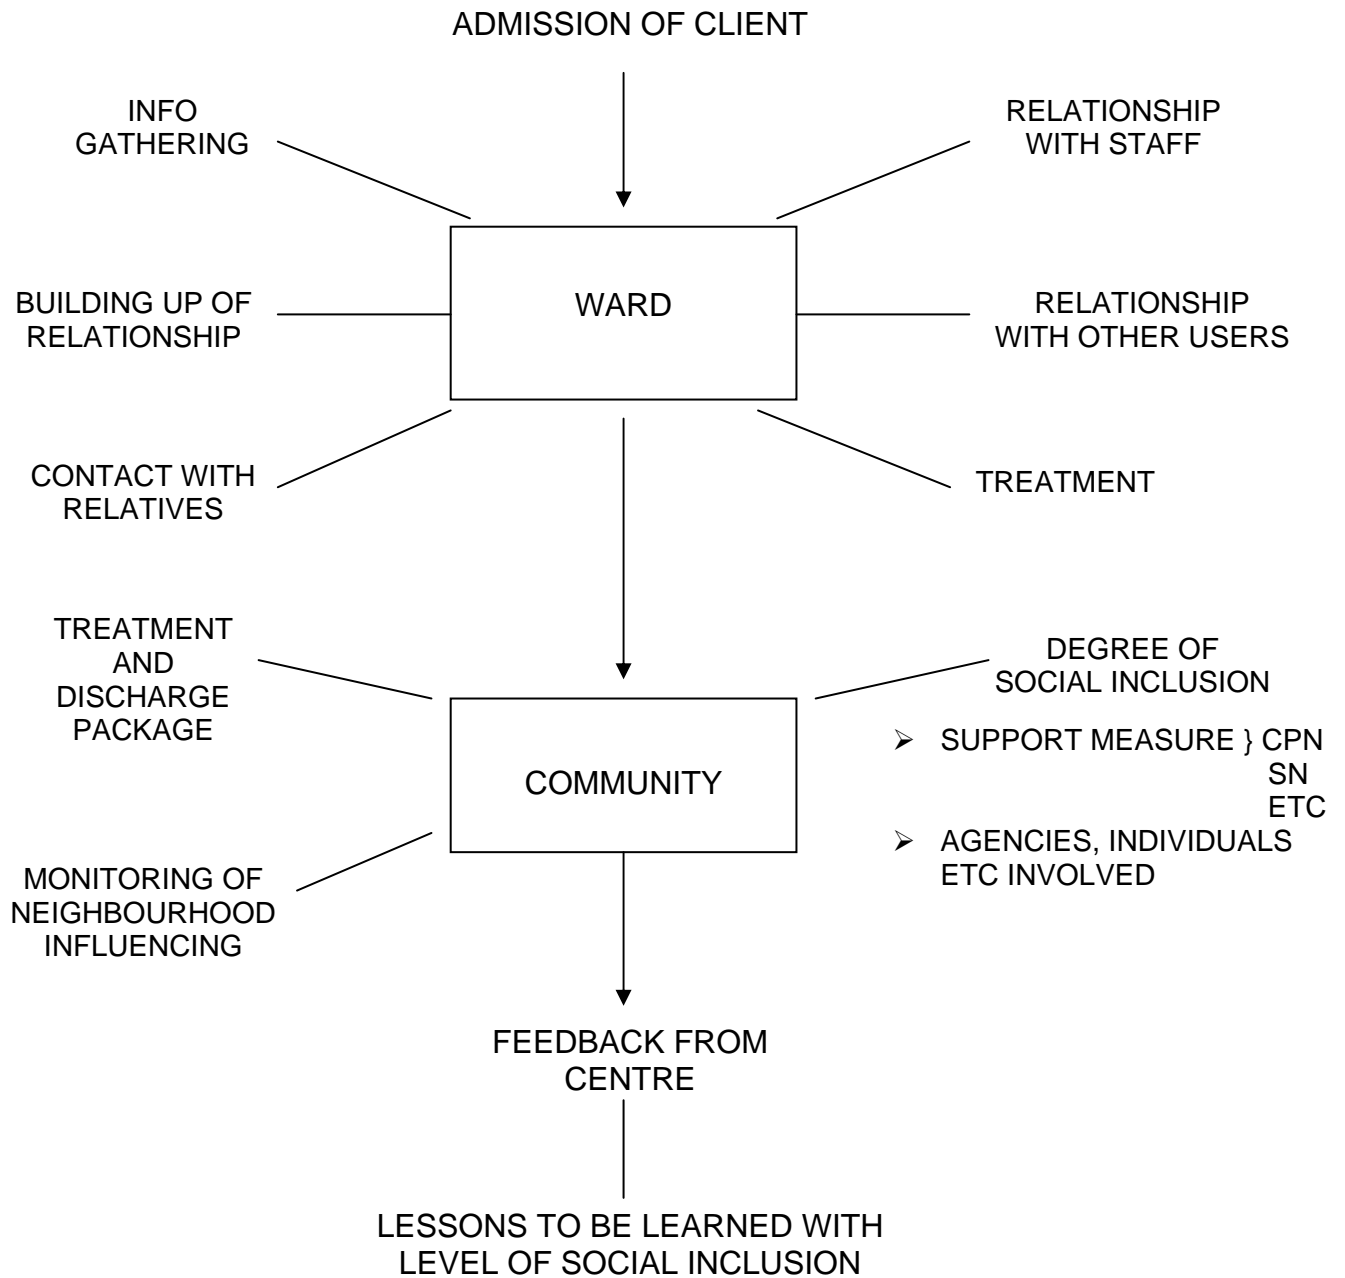 ADMISSION OF CLIENT
INFO
GATHERING
RELATIONSHIP
WITH STAFF
BUILDING UP OF
RELATIONSHIP
WARD
RELATIONSHIP
WITH OTHER USERS
CONTACT WITH
RELATIVES
TREATMENT
TREATMENT
AND
DISCHARGE
PACKAGE
DEGREE OF
SOCIAL INCLUSION
➢ SUPPORT MEASURE } CPN
SN
ETC
COMMUNITY
➢ AGENCIES, INDIVIDUALS
ETC INVOLVED
MONITORING OF
NEIGHBOURHOOD
INFLUENCING
FEEDBACK FROM
CENTRE
LESSONS TO BE LEARNED WITH
LEVEL OF SOCIAL INCLUSION